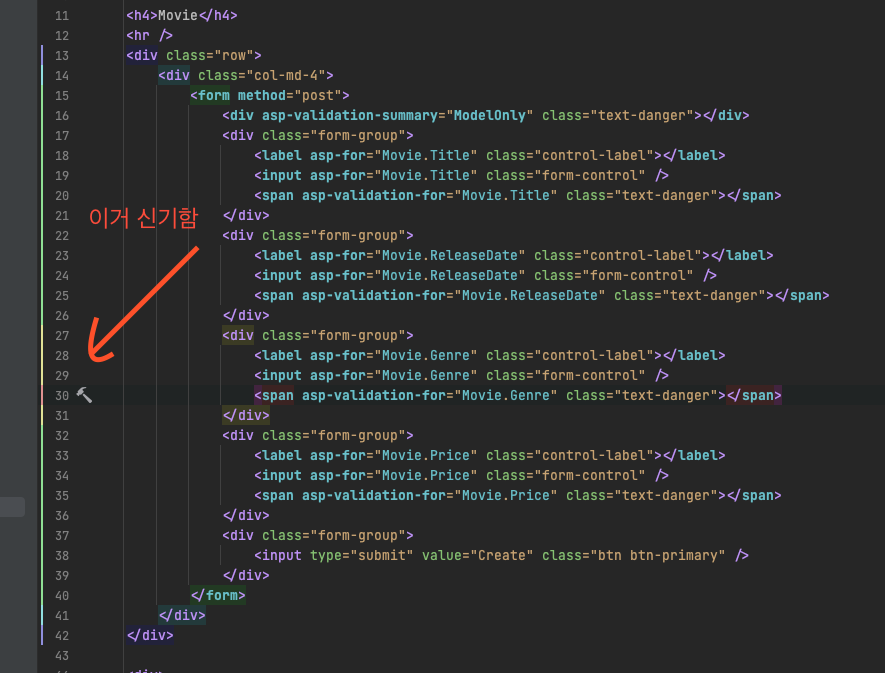 11 <h4>Movie</h4>
12 <hr />
13 <div class="row">
14 <div class="col-md-4">
15 <form method="post">
16 <div asp-validation-summary="ModelOnly" class="text-danger"></div>
17 <div class="form-group">
18 <label asp-for="Movie.Title" class="control-label"></label>
19 <input asp-for="Movie.Title" class="form-control" />
20 <span asp-validation-for="Movie.Title" class="text-danger"></span>
21 이거 신기함 </div>
22 <div class="form-group">
23 <label asp-for="Movie.ReleaseDate" class="control-label"></label>
24 <input asp-for="Movie.ReleaseDate" class="form-control" />
25 <span asp-validation-for="Movie.ReleaseDate" class="text-danger"></span>
26 </div>
27 <div class="form-group">
28 <label asp-for="Movie.Genre" class="control-label"></label>
29 <input asp-for="Movie.Genre" class="form-control" />
30 <span asp-validation-for="Movie.Genre" class="text-danger"></span>
31 </div>
32 <div class="form-group">
33 <label asp-for="Movie.Price" class="control-label"></label>
34 <input asp-for="Movie.Price" class="form-control" />
35 <span asp-validation-for="Movie.Price" class="text-danger"></span>
36 </div>
37 <div class="form-group">
38 <input type="submit" value="Create" class="btn btn-primary" />
39 </div>
40 </form>
41 </div>
42 </div>
43